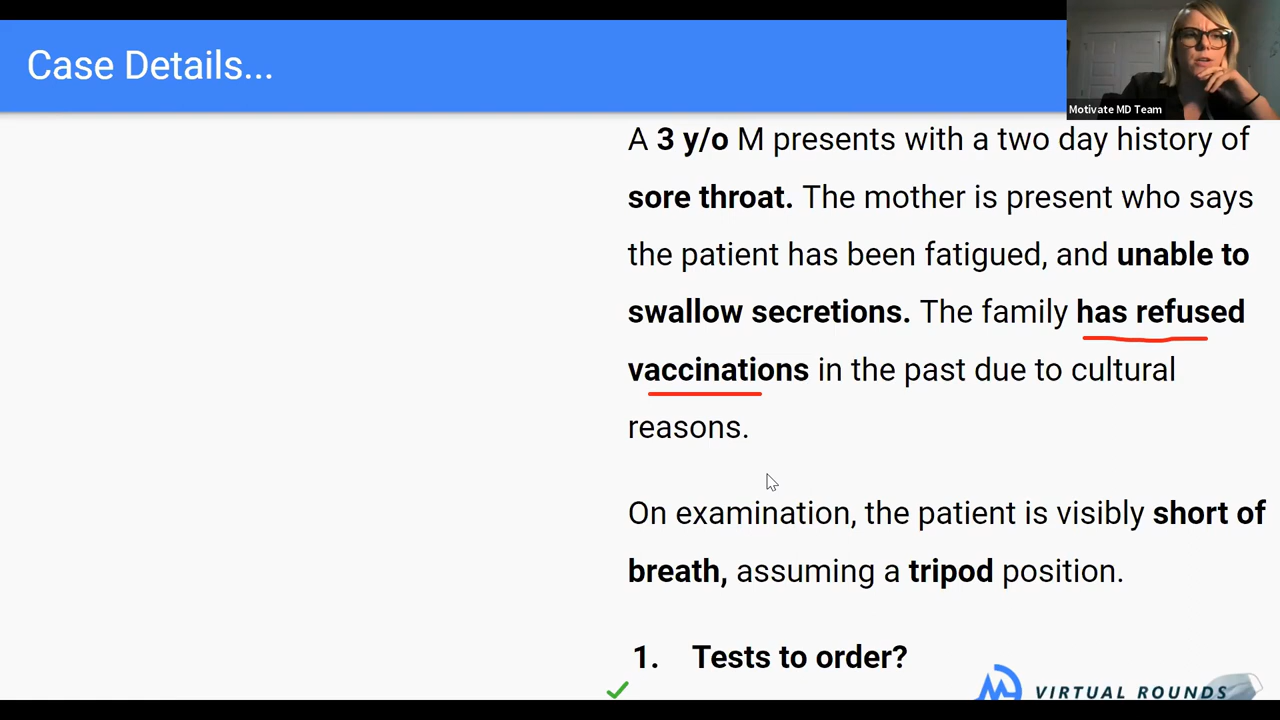 Case Details...
Motivate MD Team
A 3 y/o M presents with a two day history of
sore throat. The mother is present who says
the patient has been fatigued, and unable to
swallow secretions. The family has refused
vaccinations in the past due to cultural
reasons.
On examination, the patient is visibly short of
breath, assuming a tripod position.
1. Tests to order?
VIRTUAL ROUNDS